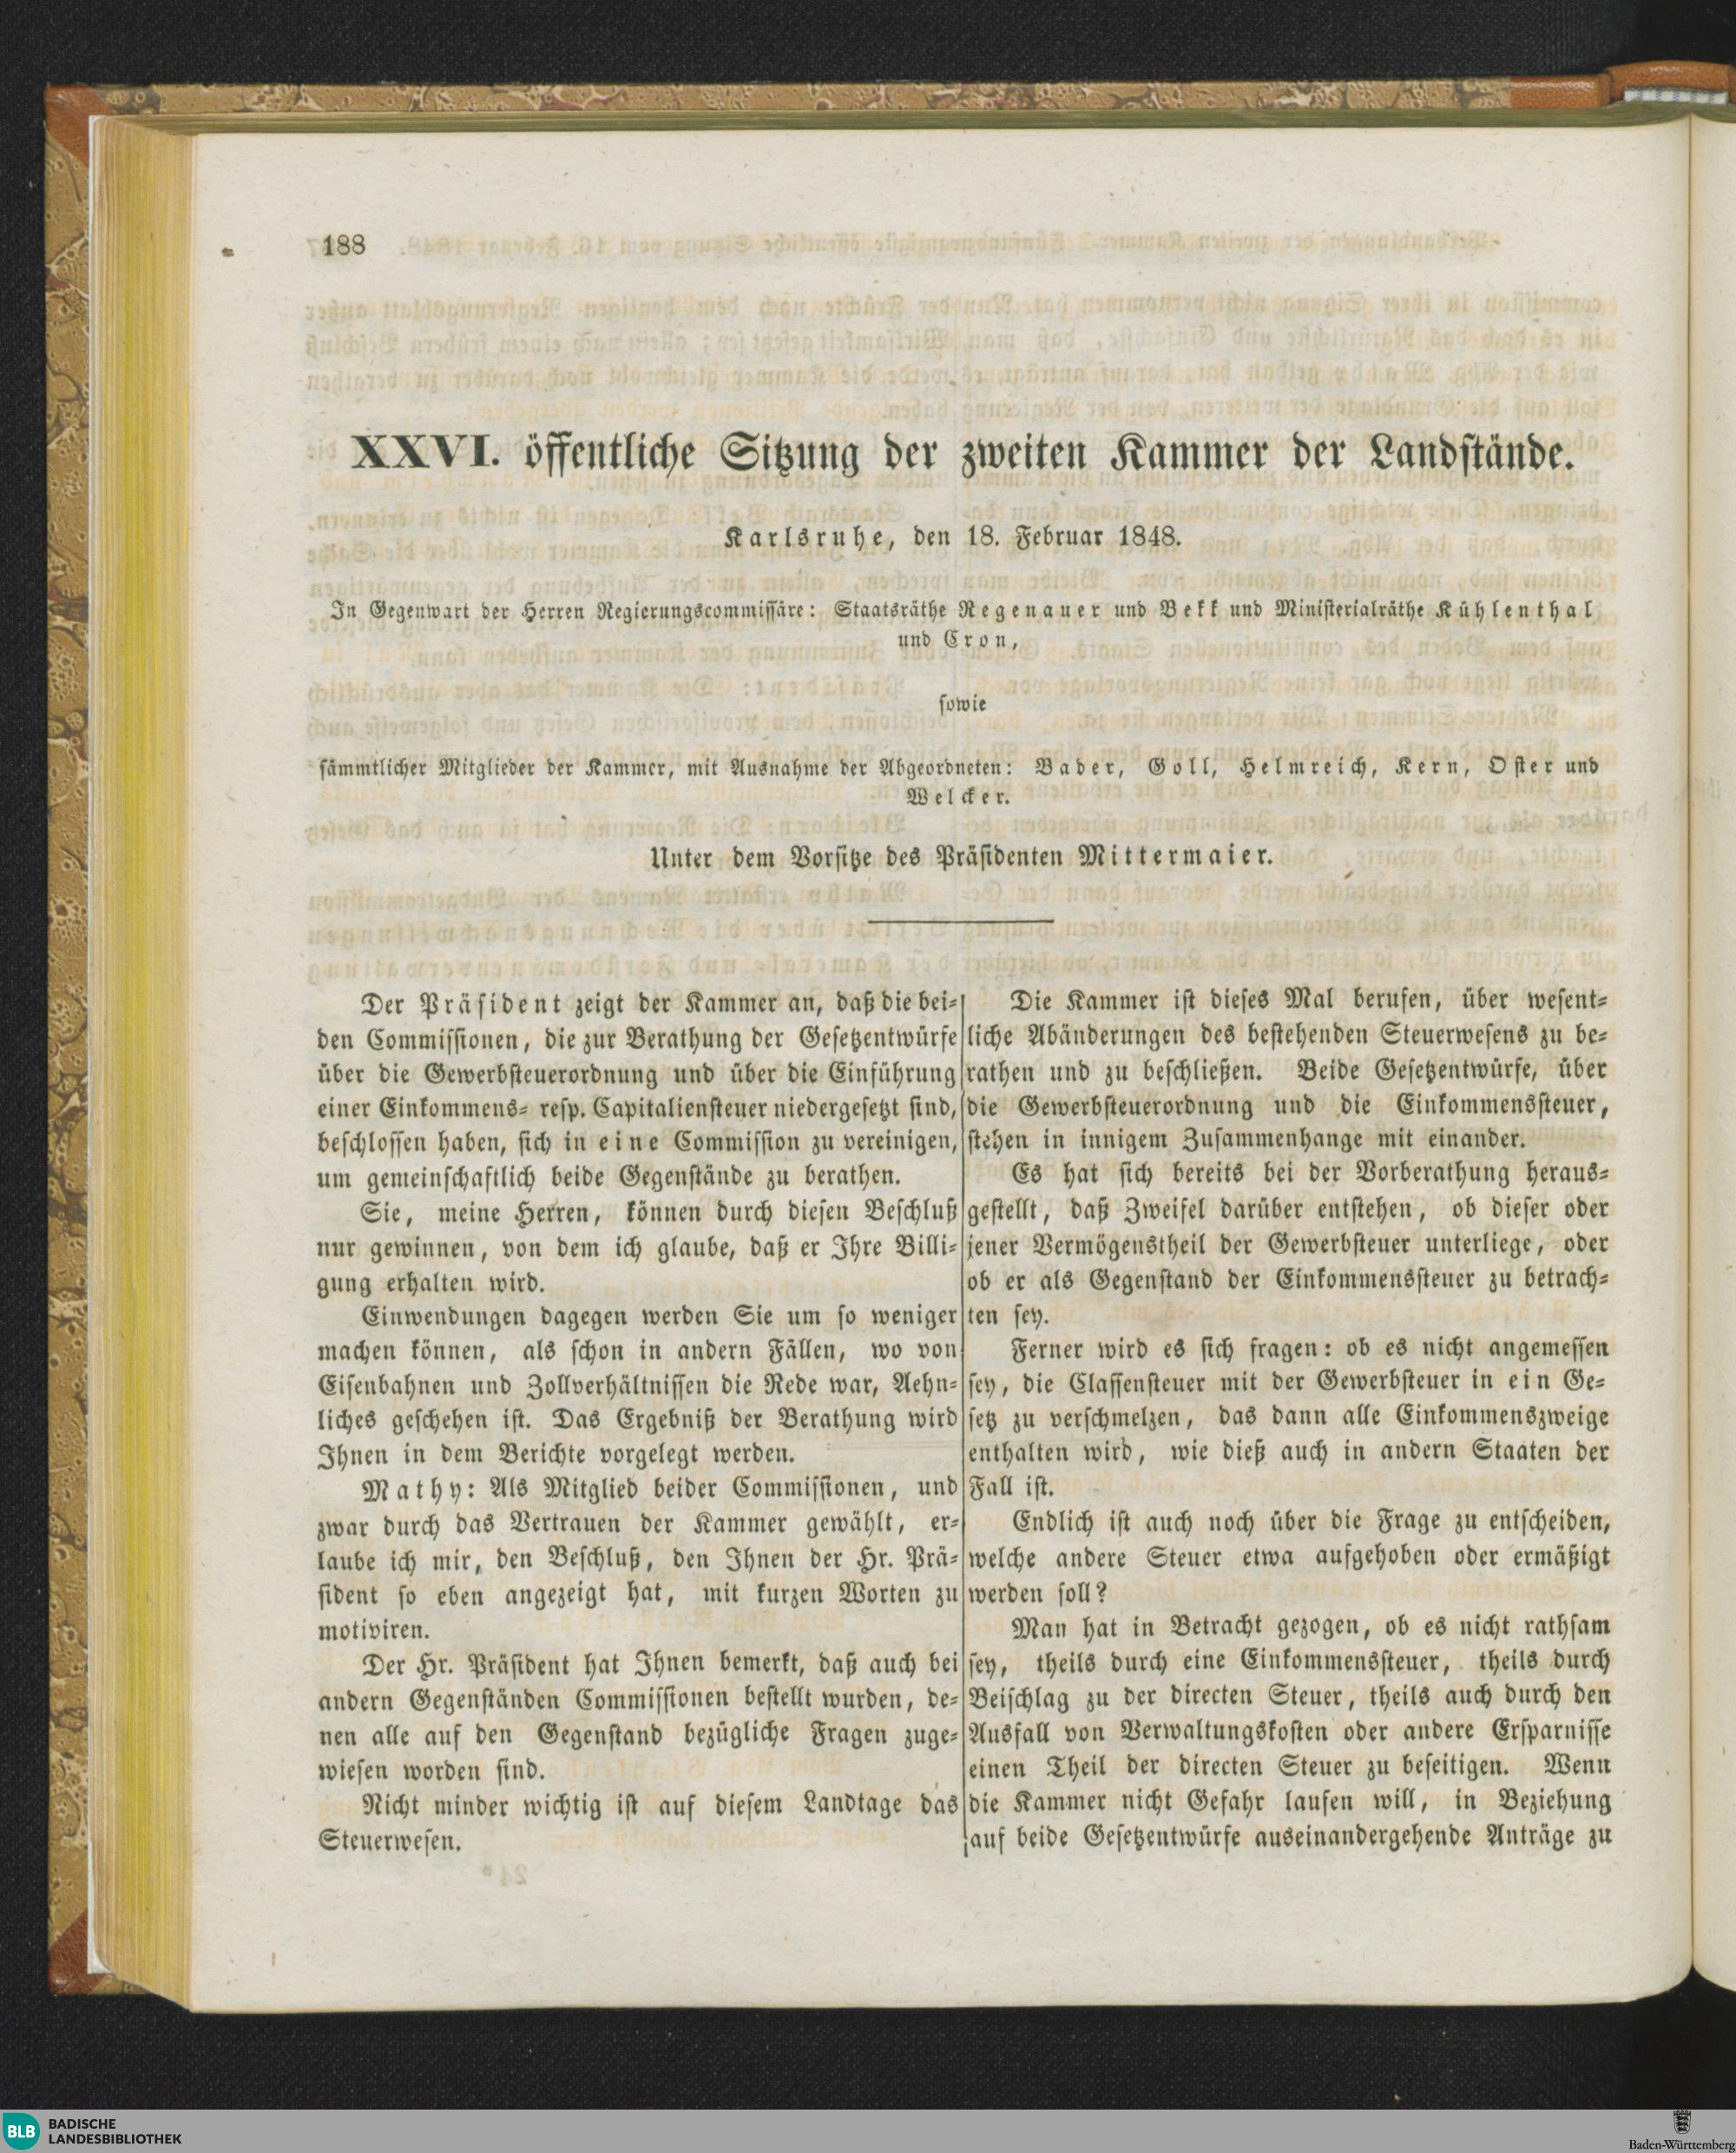 188
XXVI. öffentliche Sitzung der zweiten Kammer der Landstände.
Karlsruhe, den 18. Februar 1848.
In Gegenwart der Herren Regierungscommissäre: Staatsräthe Regenauer und Bekk und Ministerialräthe Kühlenthal
und Cron,
sowie
sämmtlicher Mitglieder der Kammer, mit Ausnahme der Abgeordneten: Bader, Goll, Helmreich, Kern, Oster und
Welcker.
Unter dem Vorsitze des Präsidenten Mittermaier.
Der Präsident zeigt der Kammer an, daß die bei-
den Commissionen, die zur Berathung der Gesetzentwürfe
über die Gewerbsteuerordnung und über die Einführung
einer Einkommens- resp. Capitaliensteuer niedergesetzt sind,
beschlossen haben, sich in eine Commission zu vereinigen,
um gemeinschaftlich beide Gegenstände zu berathen.
Sie, meine Herren, können durch diesen Beschluß
nur gewinnen, von dem ich glaube, daß er Ihre Billi-
gung erhalten wird.
Einwendungen dagegen werden Sie um so weniger
machen können, als schon in andern Fällen, wo von
Eisenbahnen und Zollverhältnissen die Rede war, Aehn-
liches geschehen ist. Das Ergebniß der Berathung wird
Ihnen in dem Berichte vorgelegt werden.
Mathy: Als Mitglied beider Commissionen, und
zwar durch das Vertrauen der Kammer gewählt, er-
laube ich mir, den Beschluß, den Ihnen der Hr. Prä-
sident so eben angezeigt hat, mit kurzen Worten zu
motiviren.
Der Hr. Präsident hat Ihnen bemerkt, daß auch bei
andern Gegenständen Commissionen bestellt wurden, de-
nen alle auf den Gegenstand bezügliche Fragen zuge-
wiesen worden sind.
Nicht minder wichtig ist auf diesem Landtage das
Steuerwesen.
Die Kammer ist dieses Mal berufen, über wesent-
liche Abänderungen des bestehenden Steuerwesens zu be-
rathen und zu beschließen. Beide Gesetzentwürfe, über
die Gewerbsteuerordnung und die Einkommenssteuer,
stehen in innigem Zusammenhange mit einander.
Es hat sich bereits bei der Vorberathung heraus-
gestellt, daß Zweifel darüber entstehen, ob dieser oder
jener Vermögenstheil der Gewerbsteuer unterliege, oder
ob er als Gegenstand der Einkommenssteuer zu betrach-
ten sey.
Ferner wird es sich fragen: ob es nicht angemessen
sey, die Classensteuer mit der Gewerbsteuer in ein Ge-
setz zu verschmelzen, das dann alle Einkommenszweige
enthalten wird, wie dieß auch in andern Staaten der
Fall ist.
Endlich ist auch noch über die Frage zu entscheiden,
welche andere Steuer etwa aufgehoben oder ermäßigt
werden soll?
Man hat in Betracht gezogen, ob es nicht rathsam
sey, theils durch eine Einkommenssteuer, theils durch
Beischlag zu der directen Steuer, theils auch durch den
Ausfall von Verwaltungskosten oder andere Ersparnisse
einen Theil der directen Steuer zu beseitigen. Wenn
die Kammer nicht Gefahr laufen will, in Beziehung
auf beide Gesetzentwürfe auseinandergehende Anträge zu
BLB
BADISCHE
LANDESBIBLIOTHEK
Baden-Württemberg